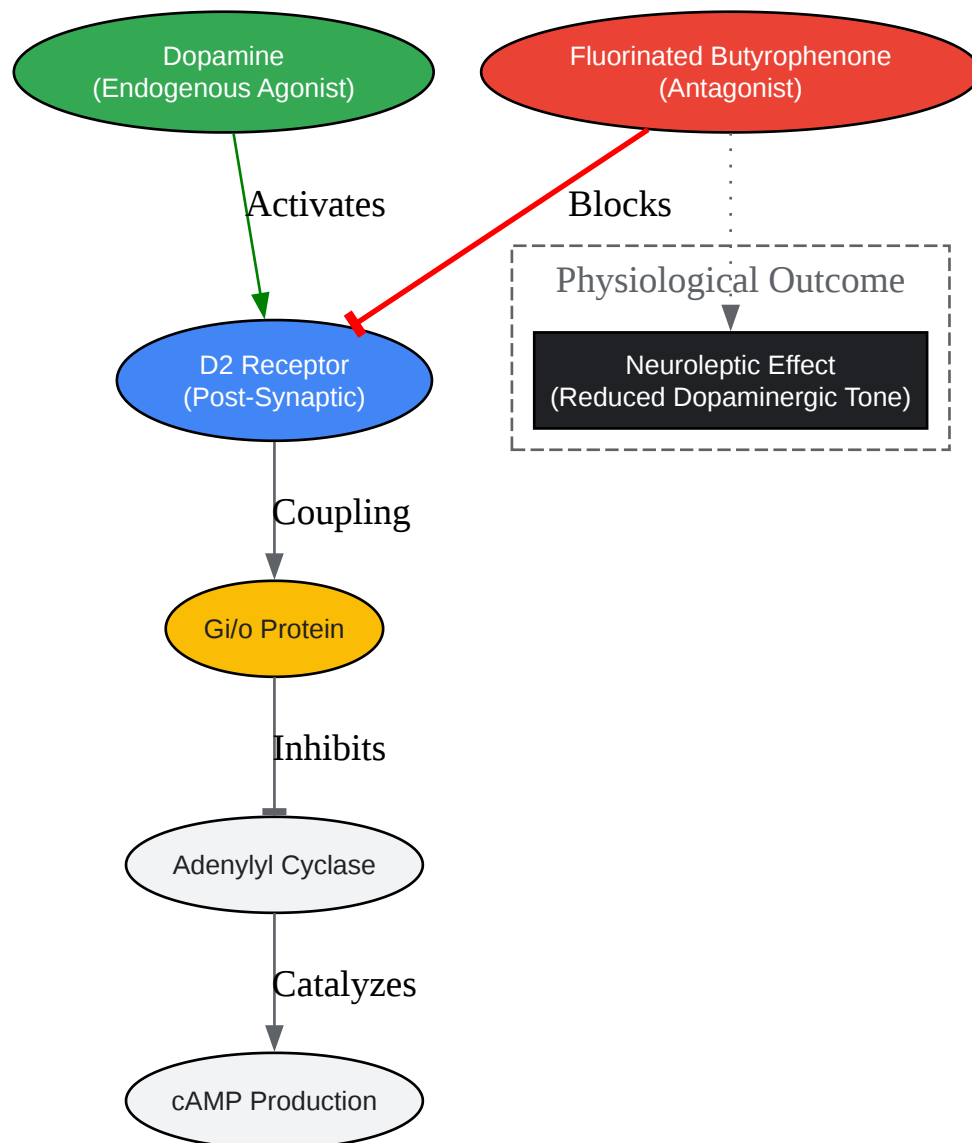 Dopamine
(Endogenous Agonist)
Fluorinated Butyrophenone
(Antagonist)
Activates
Blocks
Physiological Outcome
Neuroleptic Effect
(Reduced Dopaminergic Tone)
D2 Receptor
(Post-Synaptic)
Coupling
Gi/o Protein
Inhibits
Adenylyl Cyclase
Catalyzes
cAMP Production